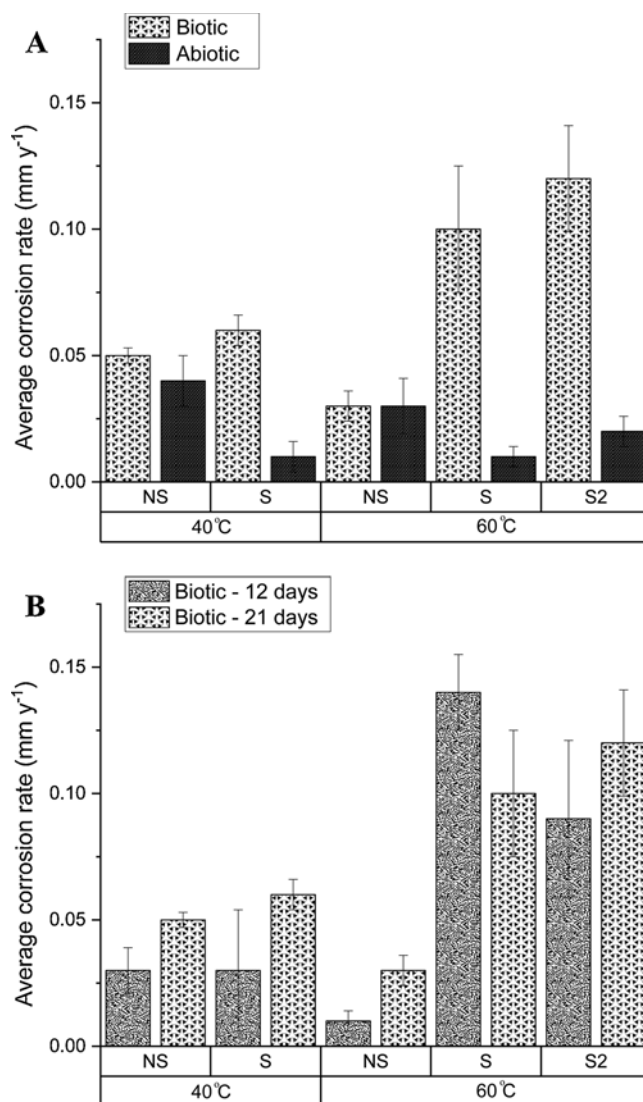 A
Biotic
Abiotic
Average corrosion rate (mm y⁻¹)
0.15
0.10
0.05
0.00
NS S NS S S2
40°C 60°C
B
Biotic - 12 days
Biotic - 21 days
Average corrosion rate (mm y⁻¹)
0.15
0.10
0.05
0.00
NS S NS S S2
40°C 60°C